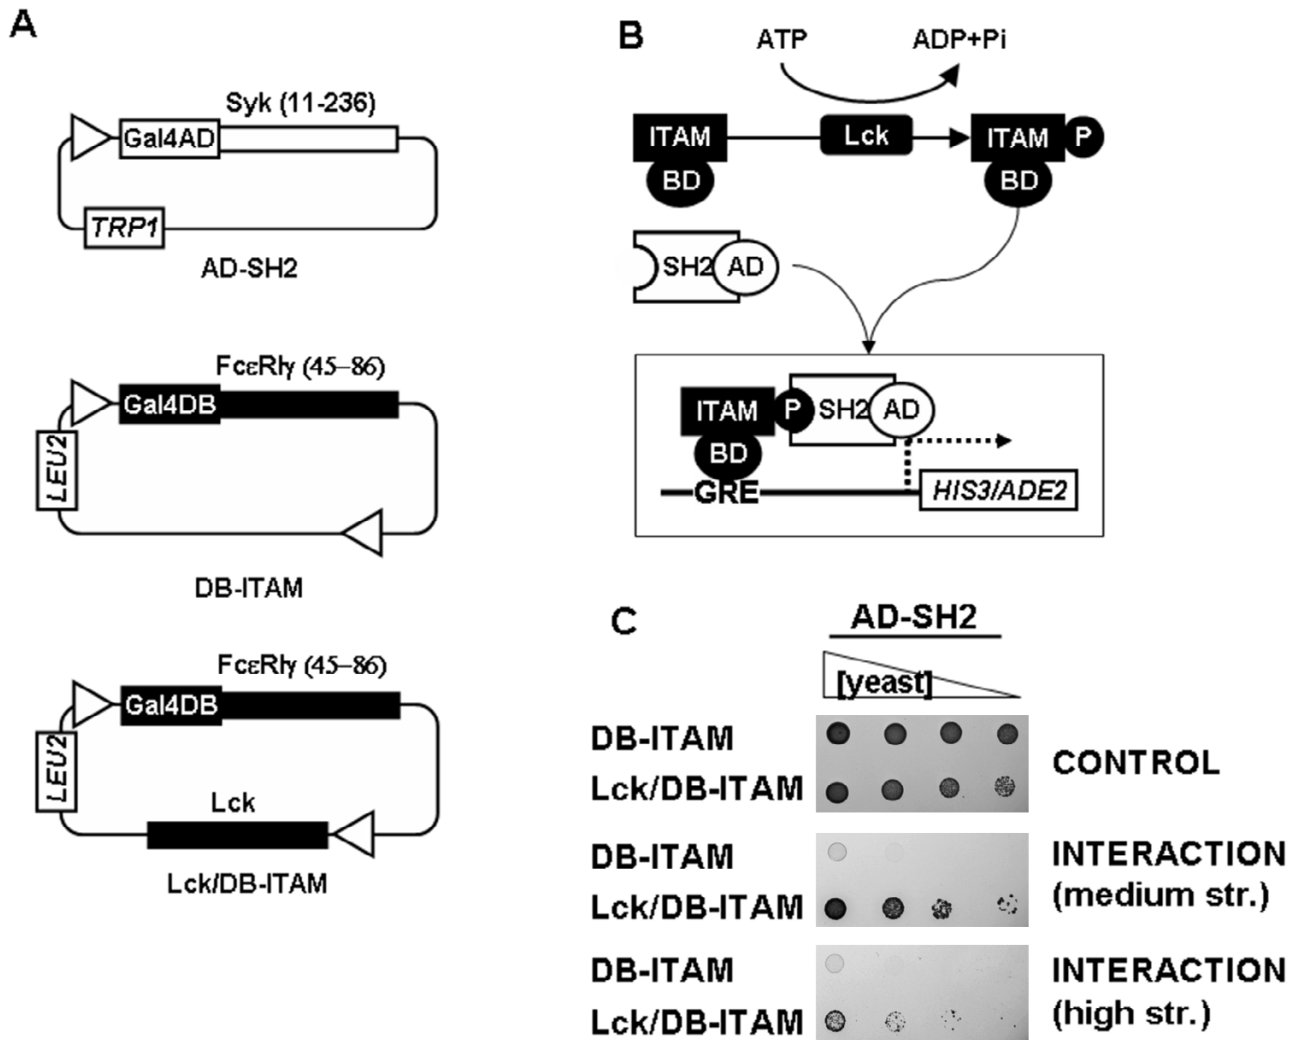 A
Syk (11-236)
Gal4AD
TRP1
AD-SH2
FcεRIγ (45–86)
Gal4DB
LEU2
DB-ITAM
FcεRIγ (45–86)
Gal4DB
LEU2
Lck
Lck/DB-ITAM
B
ATP ADP+Pi
ITAM Lck ITAM P
BD BD
SH2 AD
ITAM P SH2 AD
BD
GRE HIS3/ADE2
C
AD-SH2
[yeast]
DB-ITAM
Lck/DB-ITAM
CONTROL
DB-ITAM
Lck/DB-ITAM
INTERACTION
(medium str.)
DB-ITAM
Lck/DB-ITAM
INTERACTION
(high str.)